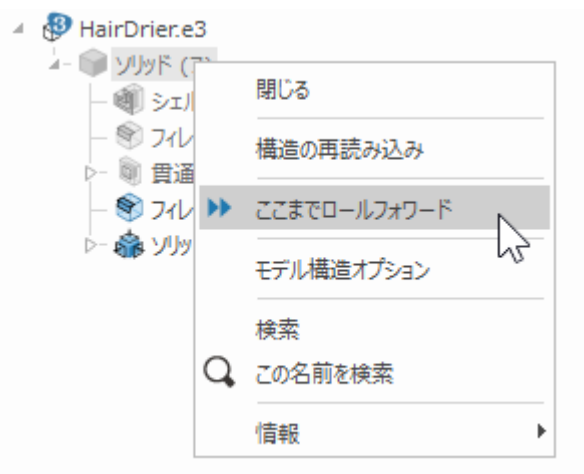 HairDrier.e3
ソリッド (7)
シェル
フィレ
貫通
フィレ
ソリッ
閉じる
構造の再読み込み
ここまでロールフォワード
モデル構造オプション
検索
この名前を検索
情報